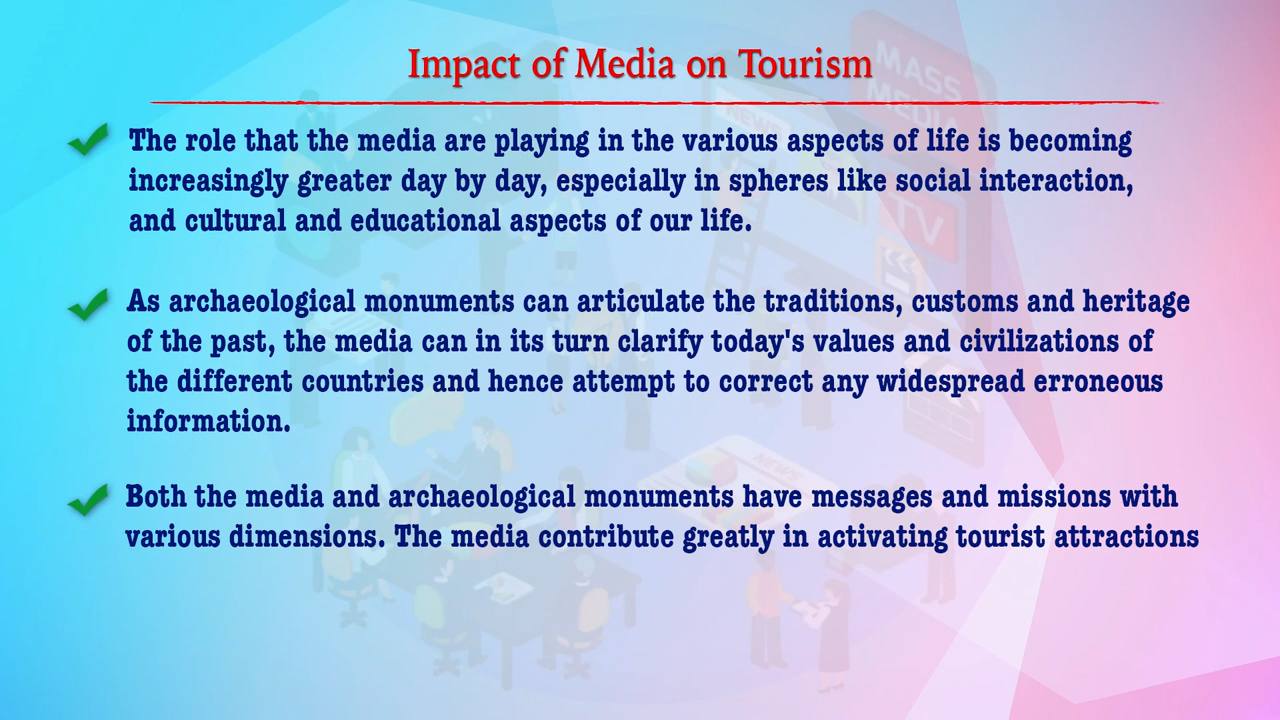 Impact of Media on Tourism
The role that the media are playing in the various aspects of life is becoming
increasingly greater day by day, especially in spheres like social interaction,
and cultural and educational aspects of our life.
As archaeological monuments can articulate the traditions, customs and heritage
of the past, the media can in its turn clarify today's values and civilizations of
the different countries and hence attempt to correct any widespread erroneous
information.
Both the media and archaeological monuments have messages and missions with
various dimensions. The media contribute greatly in activating tourist attractions
MASS
MEDIA
NEWS
TV
NEWS